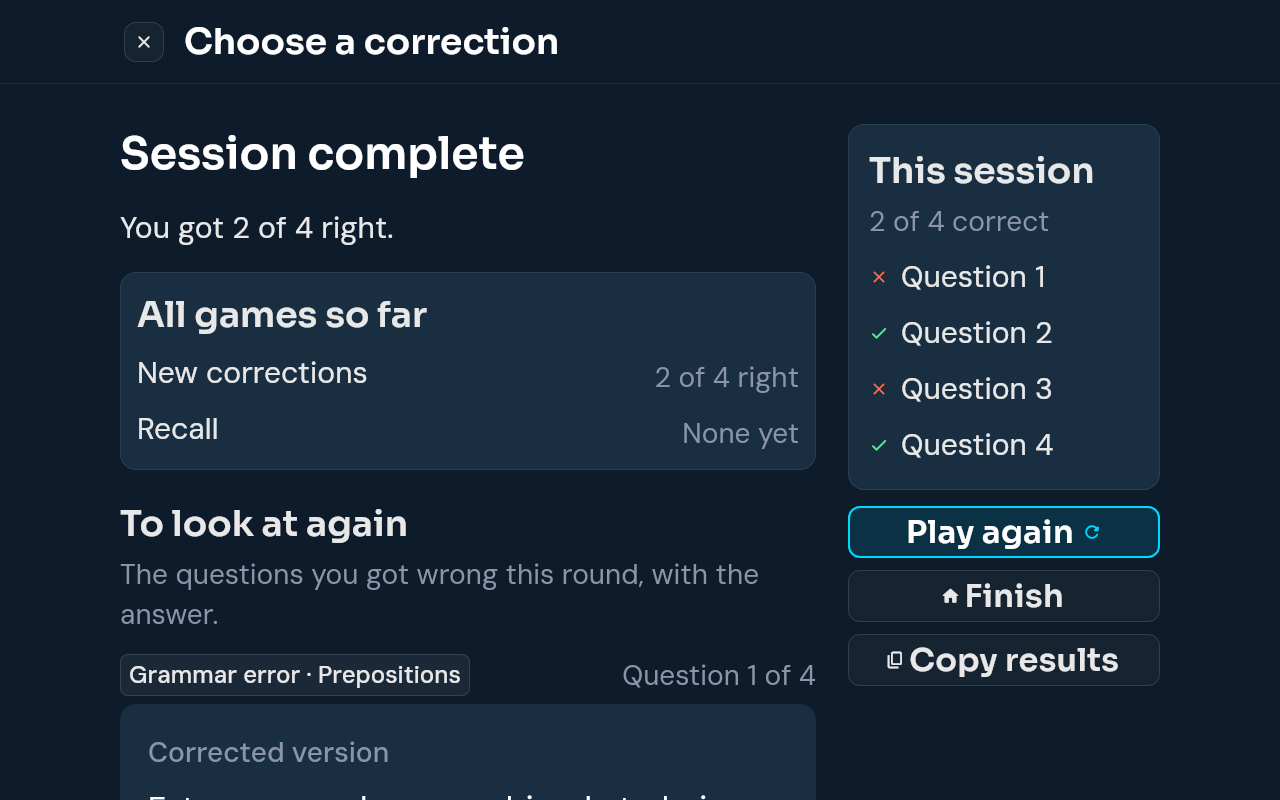 Choose a correction
Session complete
You got 2 of 4 right.
All games so far
New corrections
2 of 4 right
Recall
None yet
To look at again
The questions you got wrong this round, with the
answer.
Grammar error · Prepositions
Question 1 of 4
Corrected version
This session
2 of 4 correct
Question 1
Question 2
Question 3
Question 4
Play again
Finish
Copy results